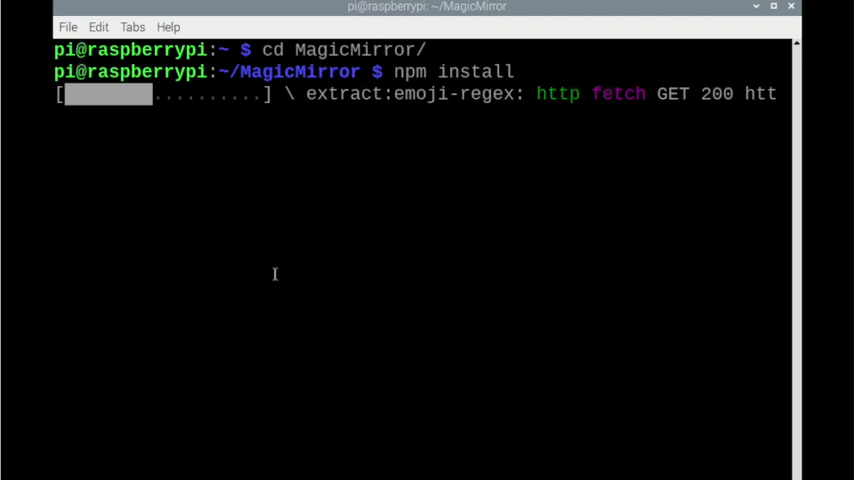 pi@raspberrypi: ~/MagicMirror
File Edit Tabs Help
pi@raspberrypi:~ $ cd MagicMirror/
pi@raspberrypi:~/MagicMirror $ npm install
[        ..........] \ extract:emoji-regex: http fetch GET 200 htt